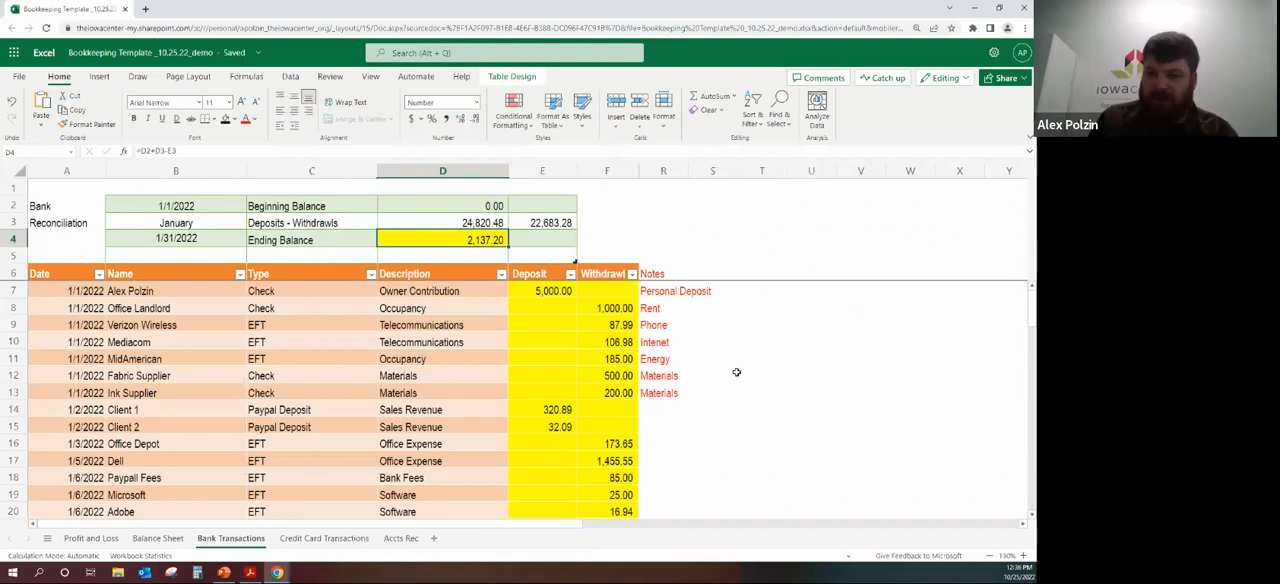 Bookkeeping Template _10.25.22_demo
theiowacenter-my.sharepoint.com/x/r/personal/apolzin_theiowacenter_org/_layouts/15/Doc.aspx?sourcedoc=%7BF1A7D097-B1E8-4E6F-B388-DC096F47C91B%7D&file=Bookkeeping%20Template%20_10.25.22_demo.xlsx&action=default&mobiler...
Excel Bookkeeping Template _10.25.22_demo - Saved Search (Alt + Q) AP
File Home Insert Draw Page Layout Formulas Data Review View Automate Help Table Design Comments Catch up Editing Share
Undo Paste Cut Copy Format Painter Clipboard
Arial Narrow 11 B I U D A Font
Wrap Text Merge & Center Alignment
Number $ % Number
Conditional Formatting Format As Table Styles Styles
Insert Delete Format Cells
AutoSum Clear Sort & Filter Find & Select Editing
Analyze Data Analysis
D4 fx =D2+D3-E3
A B C D E F R S T U V W X Y
1
2 Bank 1/1/2022 Beginning Balance 0.00
3 Reconciliation January Deposits - Withdrawls 24,820.48 22,683.28
4 1/31/2022 Ending Balance 2,137.20
5
6 Date Name Type Description Deposit Withdrawl Notes
7 1/1/2022 Alex Polzin Check Owner Contribution 5,000.00 Personal Deposit
8 1/1/2022 Office Landlord Check Occupancy 1,000.00 Rent
9 1/1/2022 Verizon Wireless EFT Telecommunications 87.99 Phone
10 1/1/2022 Mediacom EFT Telecommunications 106.98 Intenet
11 1/1/2022 MidAmerican EFT Occupancy 185.00 Energy
12 1/1/2022 Fabric Supplier Check Materials 500.00 Materials
13 1/1/2022 Ink Supplier Check Materials 200.00 Materials
14 1/2/2022 Client 1 Paypal Deposit Sales Revenue 320.89
15 1/2/2022 Client 2 Paypal Deposit Sales Revenue 32.09
16 1/3/2022 Office Depot EFT Office Expense 173.65
17 1/5/2022 Dell EFT Office Expense 1,455.55
18 1/6/2022 Paypall Fees EFT Bank Fees 85.00
19 1/6/2022 Microsoft EFT Software 25.00
20 1/6/2022 Adobe EFT Software 16.94
Profit and Loss Balance Sheet Bank Transactions Credit Card Transactions Accts Rec
Calculation Mode: Automatic Workbook Statistics Give Feedback to Microsoft 130%
12:36 PM
10/25/2022
Alex Polzin